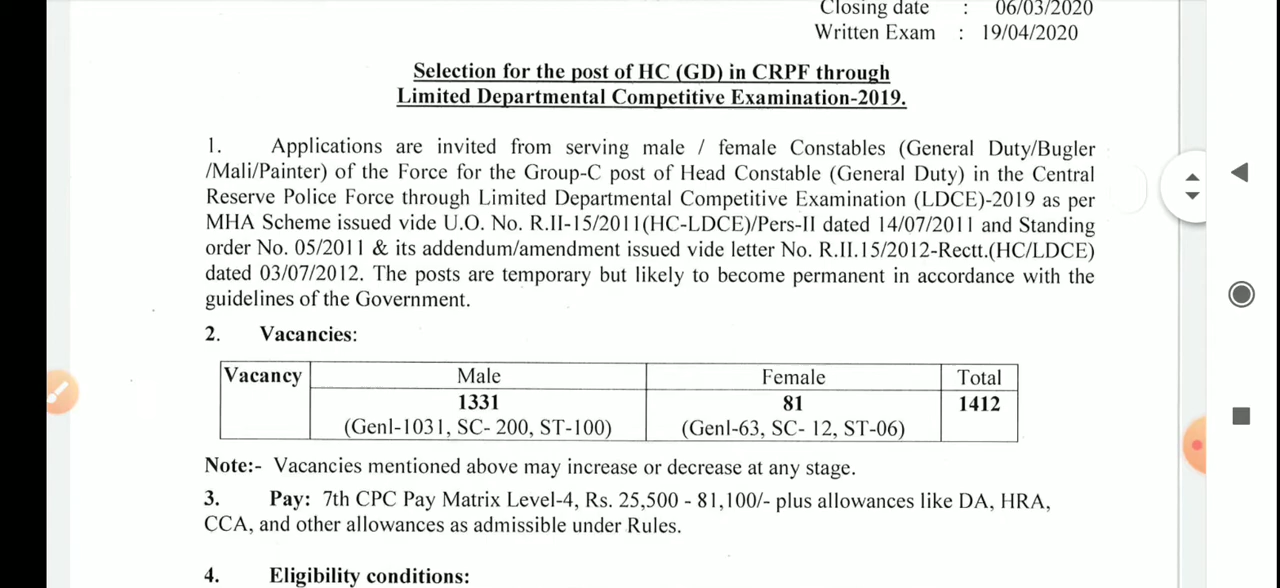 Closing date : 06/03/2020
Written Exam : 19/04/2020
Selection for the post of HC (GD) in CRPF through
Limited Departmental Competitive Examination-2019.
1. Applications are invited from serving male / female Constables (General Duty/Bugler
/Mali/Painter) of the Force for the Group-C post of Head Constable (General Duty) in the Central
Reserve Police Force through Limited Departmental Competitive Examination (LDCE)-2019 as per
MHA Scheme issued vide U.O. No. R.II-15/2011(HC-LDCE)/Pers-II dated 14/07/2011 and Standing
order No. 05/2011 & its addendum/amendment issued vide letter No. R.II.15/2012-Rectt.(HC/LDCE)
dated 03/07/2012. The posts are temporary but likely to become permanent in accordance with the
guidelines of the Government.
2. Vacancies:
Vacancy Male Female Total
1331 81 1412
(Genl-1031, SC- 200, ST-100) (Genl-63, SC- 12, ST-06)
Note:- Vacancies mentioned above may increase or decrease at any stage.
3. Pay: 7th CPC Pay Matrix Level-4, Rs. 25,500 - 81,100/- plus allowances like DA, HRA,
CCA, and other allowances as admissible under Rules.
4. Eligibility conditions: